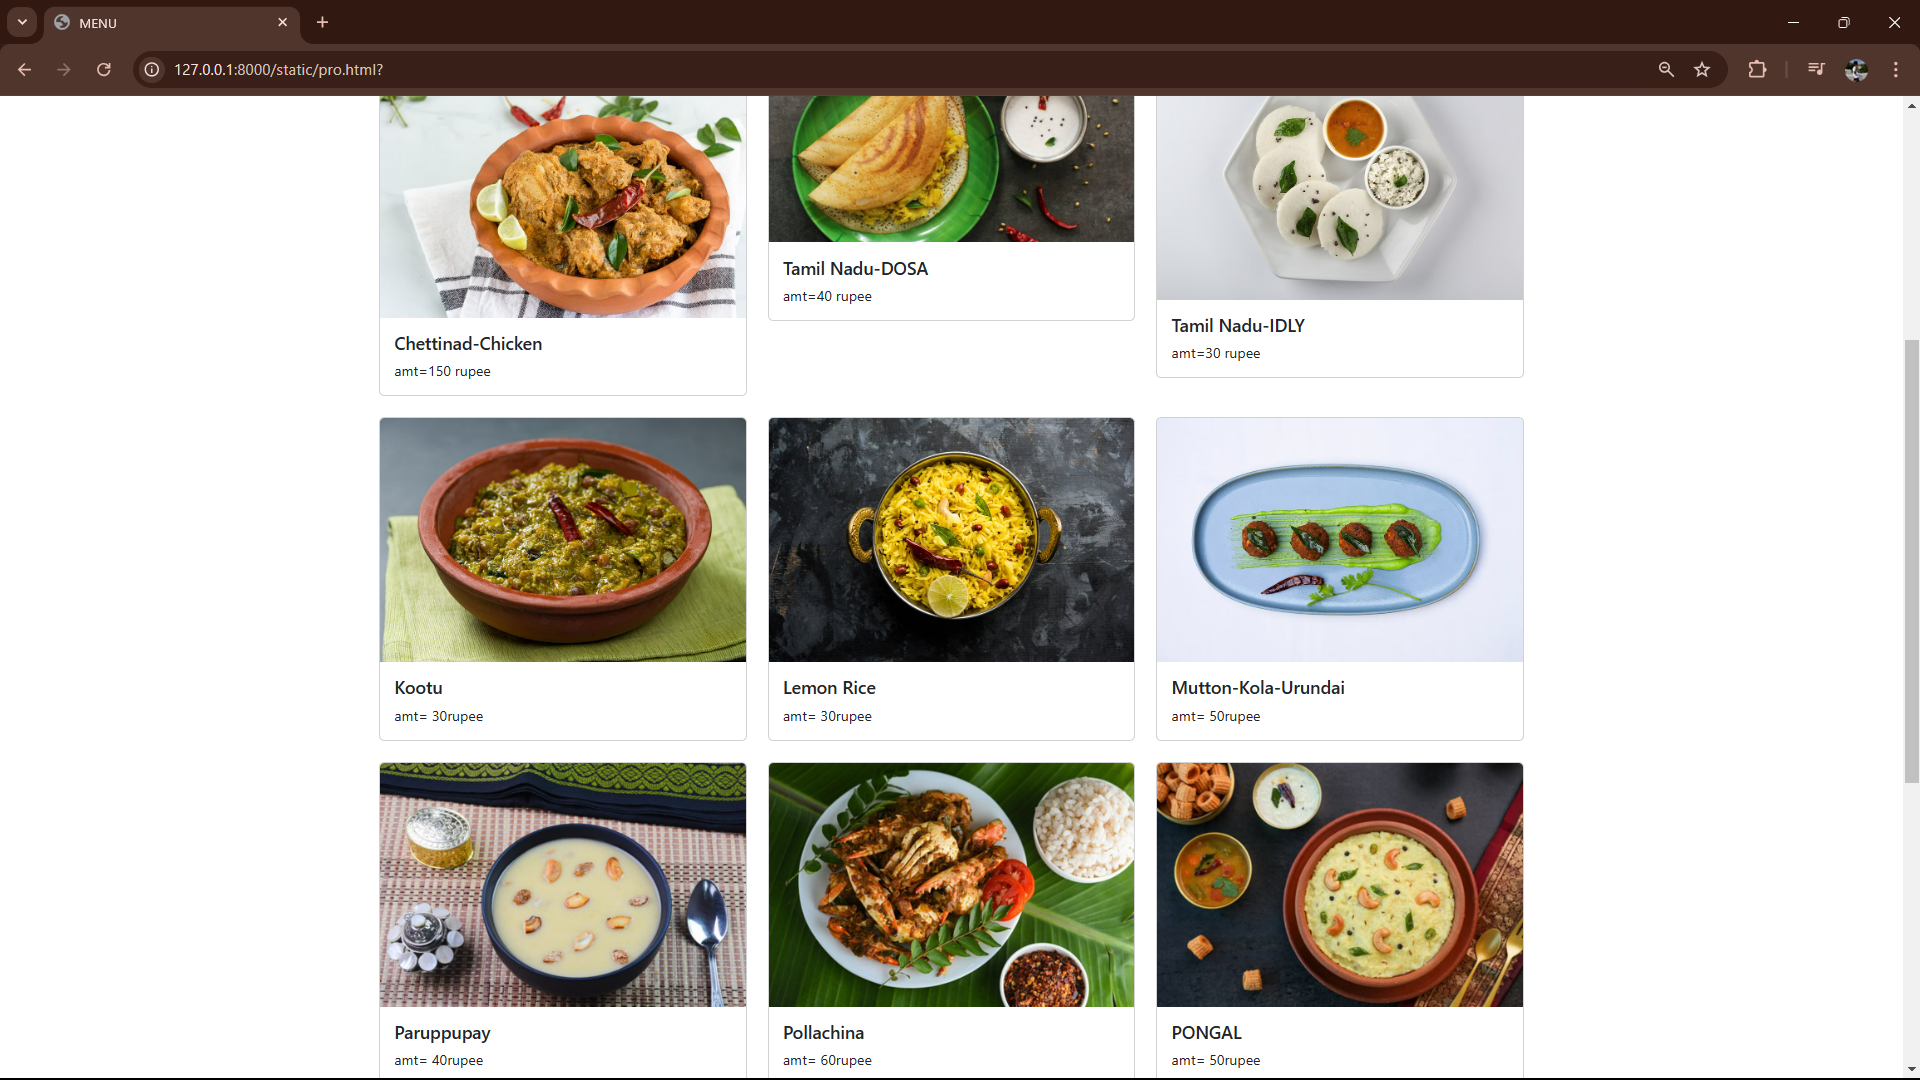 MENU
127.0.0.1:8000/static/pro.html?
Chettinad-Chicken
amt=150 rupee
Tamil Nadu-DOSA
amt=40 rupee
Tamil Nadu-IDLY
amt=30 rupee
Kootu
amt= 30rupee
Lemon Rice
amt= 30rupee
Mutton-Kola-Urundai
amt= 50rupee
Paruppupay
amt= 40rupee
Pollachina
amt= 60rupee
PONGAL
amt= 50rupee